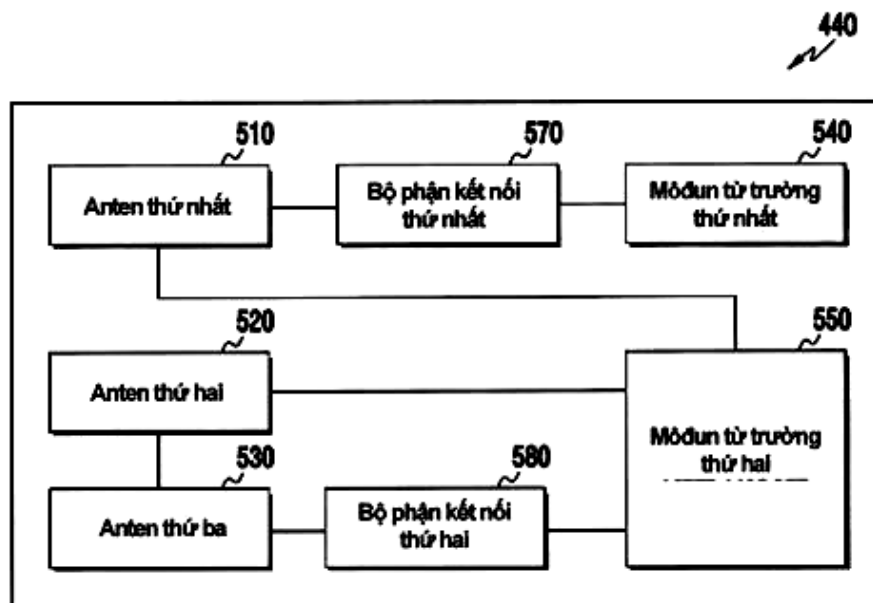 440
510
570
540
Anten thứ nhất
Bộ phận kết nối
thứ nhất
Môđun từ trường
thứ nhất
520
550
Anten thứ hai
Môđun từ trường
thứ hai
530
580
Anten thứ ba
Bộ phận kết nối
thứ hai